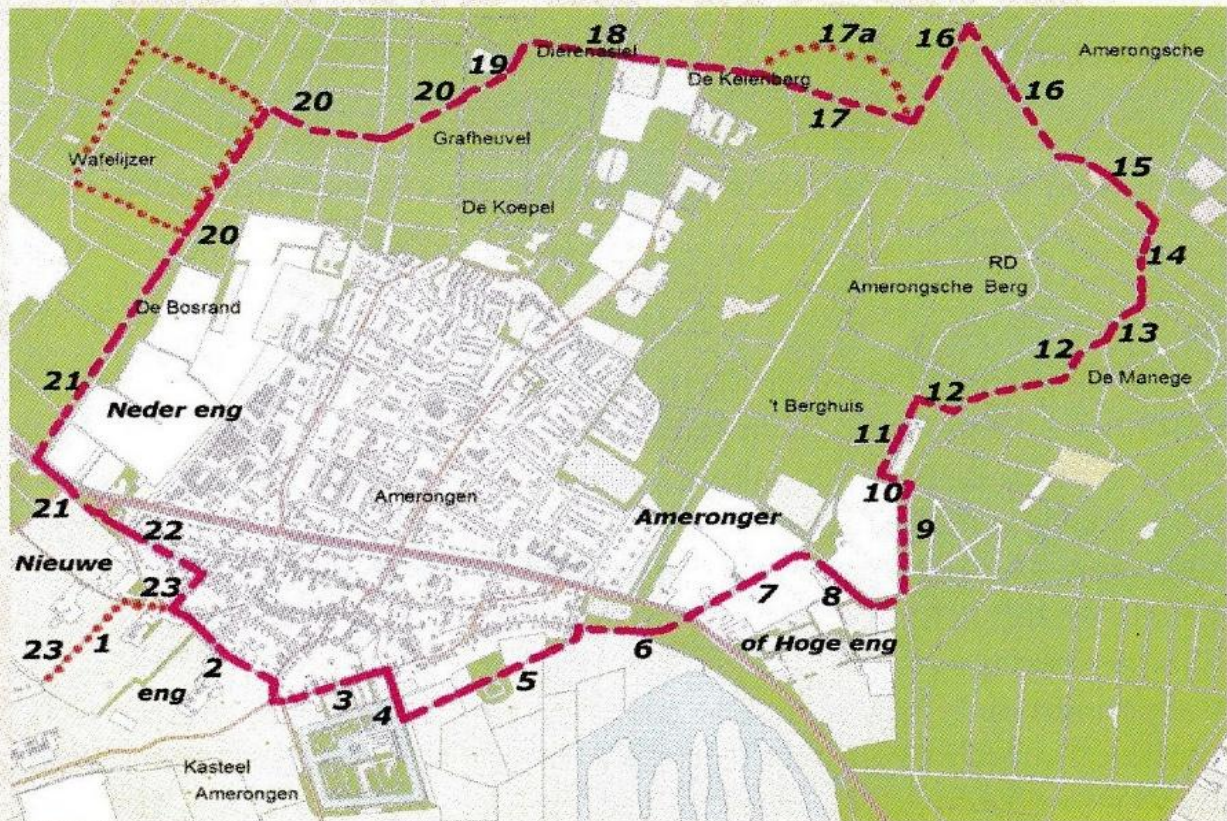 18
17a
16
Dierenasiel
Amerongsche
19
De Keienberg
16
20
20
17
Grafheuvel
Wafelijzer
15
De Koepel
20
14
RD
Amerongsche Berg
De Bosrand
13
12
21
De Manege
Neder eng
't Berghuis
12
11
Amerongen
10
Ameronger
9
21
22
Nieuwe
23
7
8
23
1
of Hoge eng
2
6
eng
3
5
4
Kasteel
Amerongen